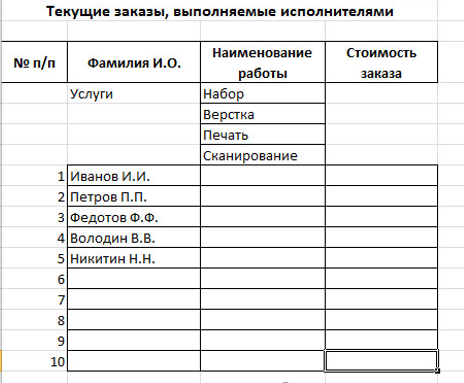 Текущие заказы, выполняемые исполнителями
№ п/п Фамилия И.О. Наименование работы Стоимость заказа
Услуги Набор
Верстка
Печать
Сканирование
1 Иванов И.И.
2 Петров П.П.
3 Федотов Ф.Ф.
4 Володин В.В.
5 Никитин Н.Н.
6
7
8
9
10